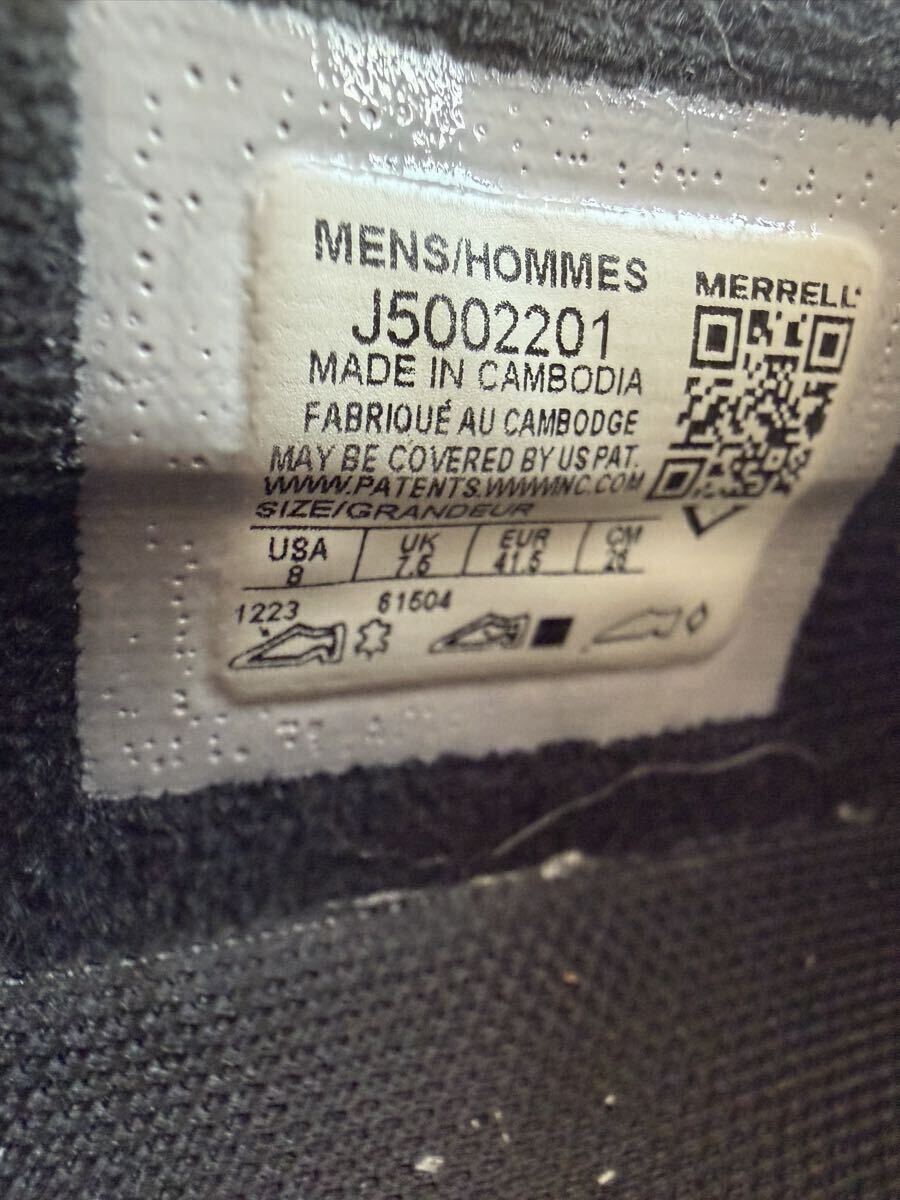 MENS/HOMMES
J5002201
MADE IN CAMBODIA
FABRIQUÉ AU CAMBODGE
MAY BE COVERED BY US PAT.
WWW.PATENTS.WWWINC.COM
SIZE/GRANDEUR
USA UK EUR CM
8 7.5 41.5 26
1223 61504
MERRELL